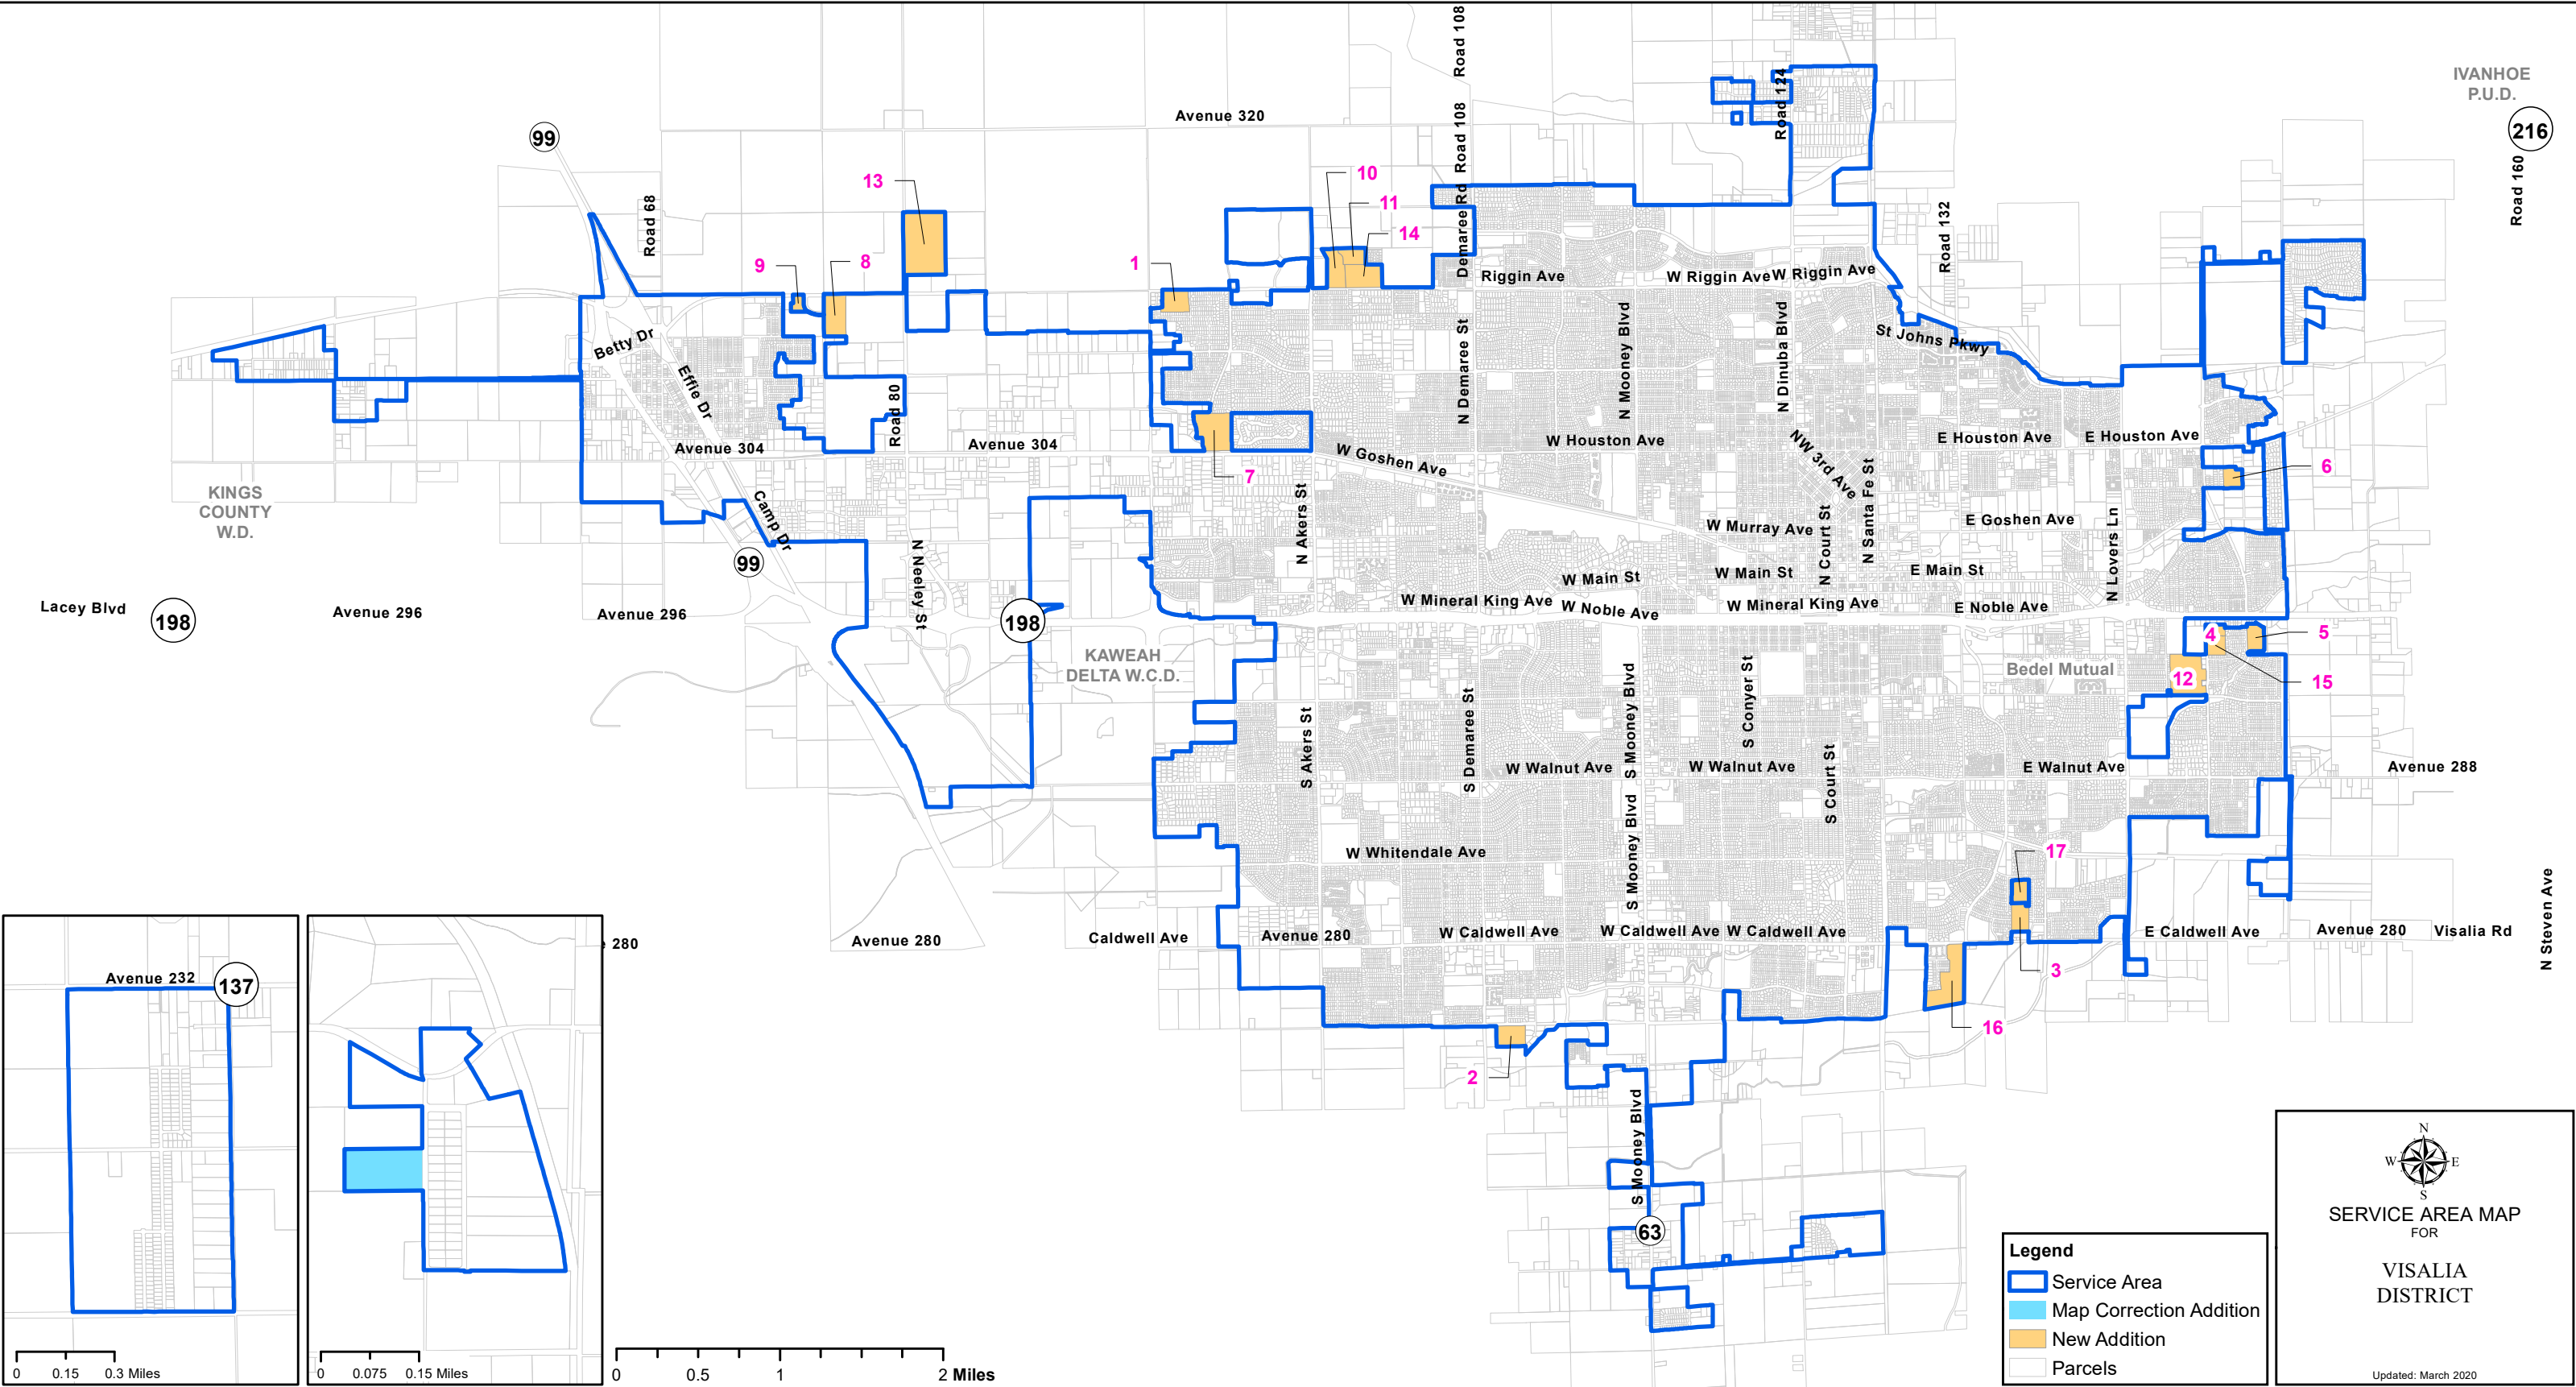 Road 108
IVANHOE
P.U.D.
216
Road 124
Avenue 320
99
Road 108
Road 160
13
10
11
14
Road 68
Demaree Rd
Road 132
9
8
1
Riggin Ave
W Riggin Ave
W Riggin Ave
Betty Dr
Effie Dr
N Demaree St
N Mooney Blvd
N Dinuba Blvd
St Johns Pkwy
Road 80
Avenue 304
Avenue 304
W Houston Ave
E Houston Ave
E Houston Ave
W Goshen Ave
NW 3rd Ave
7
6
KINGS
COUNTY
W.D.
Camp Dr
N Akers St
N Santa Fe St
W Murray Ave
N Court St
E Goshen Ave
N Lovers Ln
99
N Neeley St
W Main St
W Main St
E Main St
Lacey Blvd
198
Avenue 296
Avenue 296
198
W Mineral King Ave
W Noble Ave
W Mineral King Ave
E Noble Ave
KAWEAH
DELTA W.C.D.
4
5
Bedel Mutual
12
15
S Akers St
S Demaree St
S Mooney Blvd
S Conyer St
S Court St
W Walnut Ave
W Walnut Ave
E Walnut Ave
Avenue 288
S Mooney Blvd
W Whitendale Ave
17
N Steven Ave
e 280
Avenue 280
Caldwell Ave
Avenue 280
W Caldwell Ave
W Caldwell Ave
W Caldwell Ave
E Caldwell Ave
Avenue 280
Visalia Rd
3
16
2
S Mooney Blvd
63
Avenue 232
137
0
0.15
0.3 Miles
0
0.075
0.15 Miles
0
0.5
1
2 Miles
Legend
Service Area
Map Correction Addition
New Addition
Parcels
N
W
E
S
SERVICE AREA MAP
FOR
VISALIA
DISTRICT
Updated: March 2020